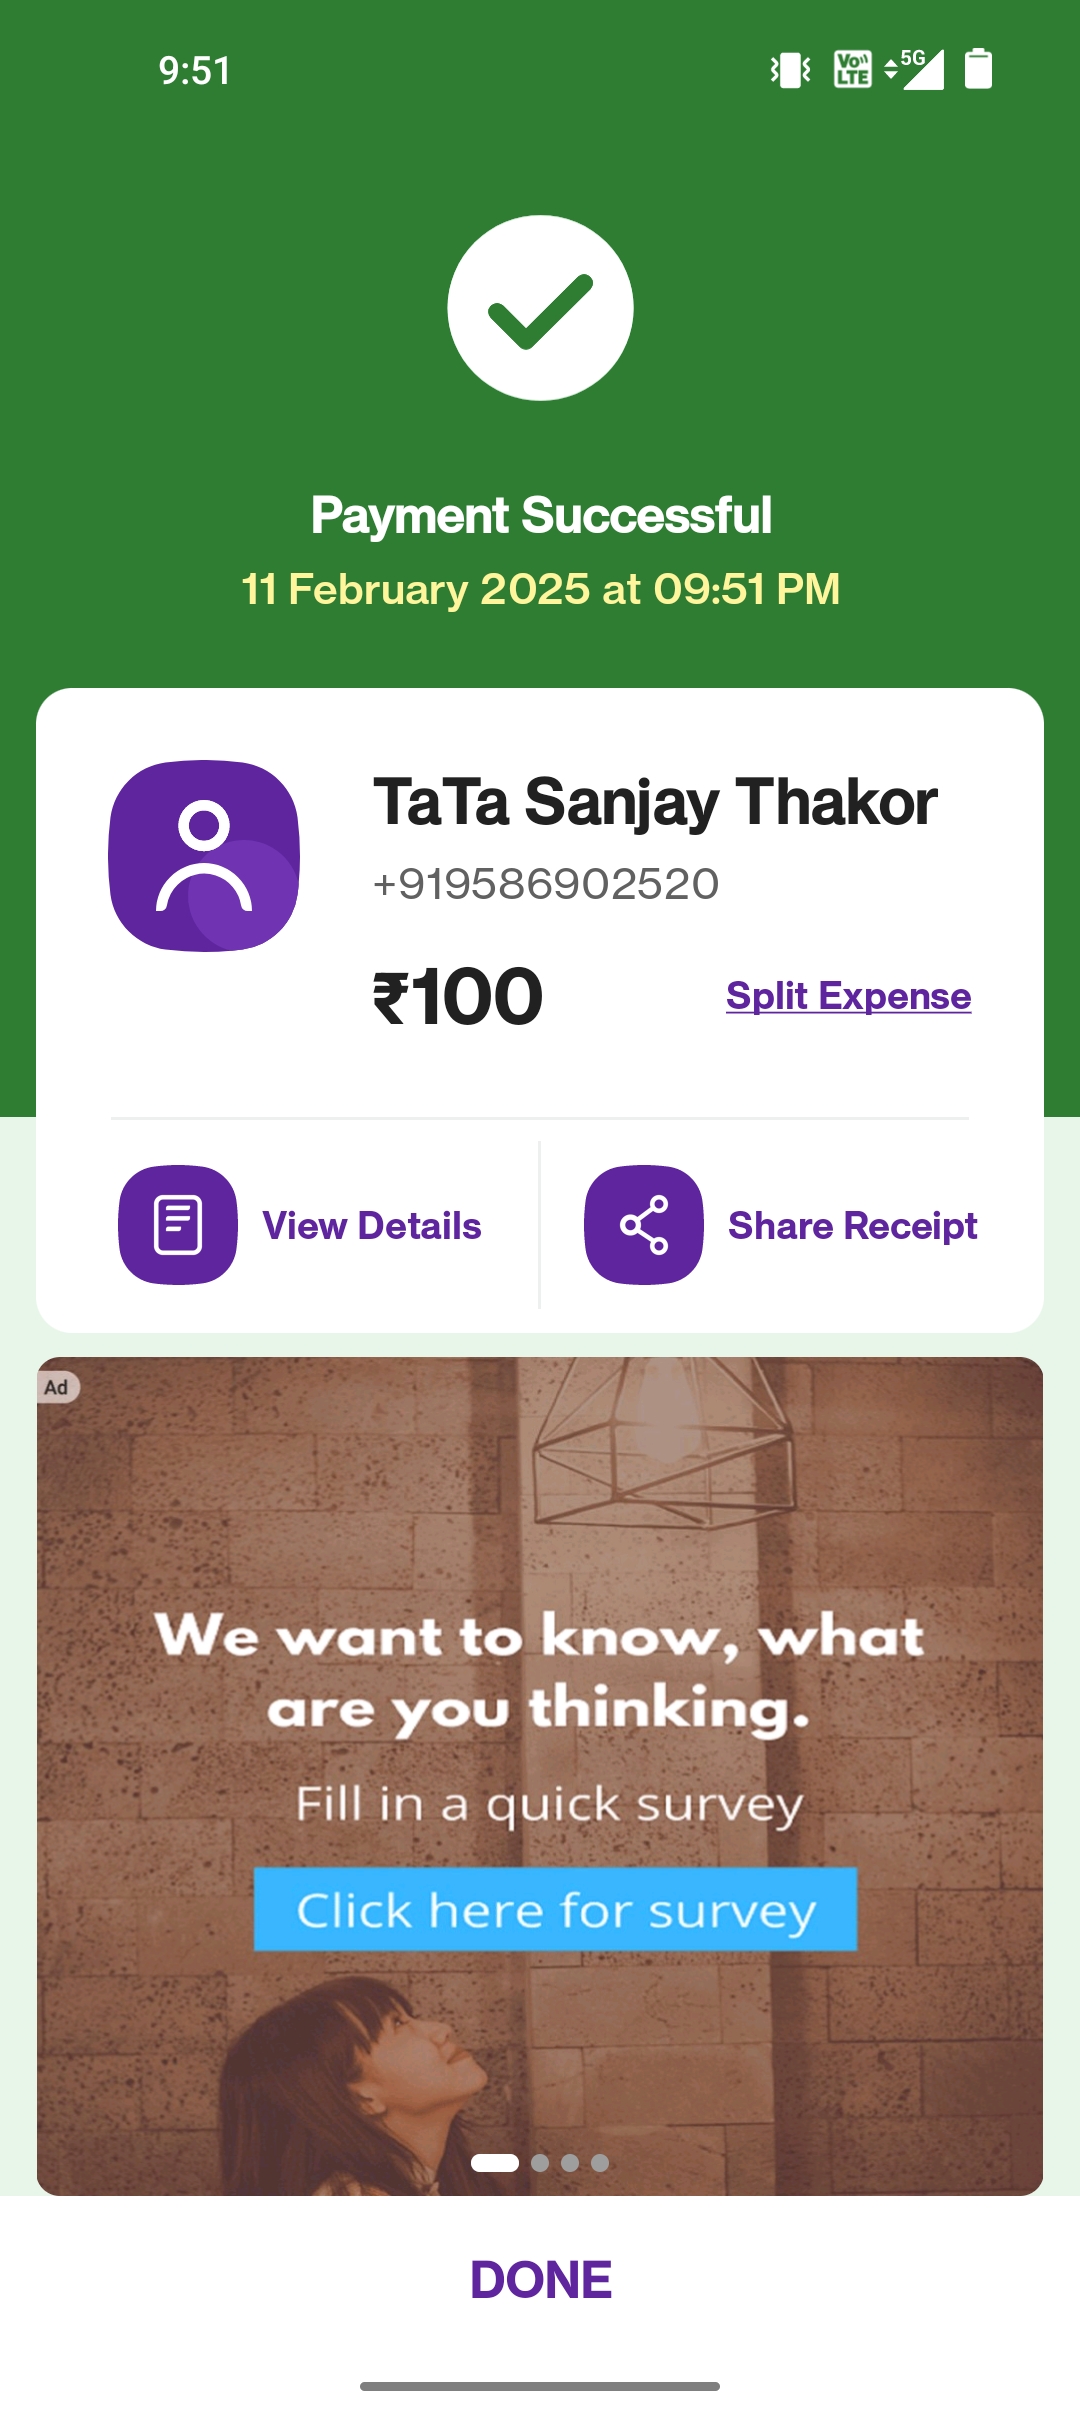 9:51
Vo))
LTE
5G
Payment Successful
11 February 2025 at 09:51 PM
TaTa Sanjay Thakor
+919586902520
₹100
Split Expense
View Details
Share Receipt
Ad
We want to know, what
are you thinking.
Fill in a quick survey
Click here for survey
DONE